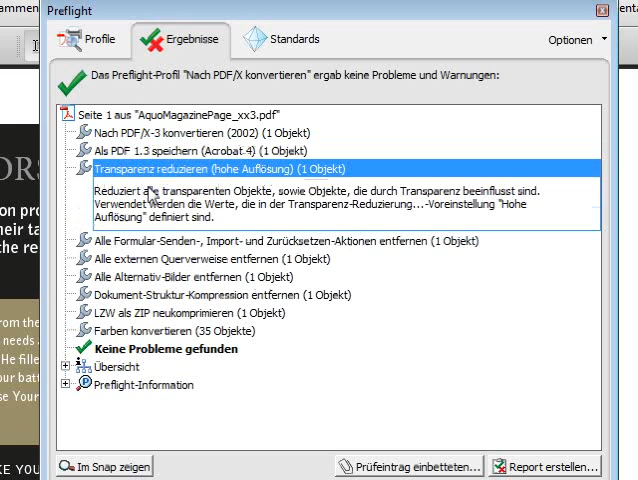 ammen
enta
Preflight
Profile
Ergebnisse
Standards
Optionen
Das Preflight-Profil "Nach PDF/X konvertieren" ergab keine Probleme und Warnungen:
Seite 1 aus "AquoMagazinePage_xx3.pdf"
Nach PDF/X-3 konvertieren (2002) (1 Objekt)
Als PDF 1.3 speichern (Acrobat 4) (1 Objekt)
Transparenz reduzieren (hohe Auflösung) (1 Objekt)
Reduziert alle transparenten Objekte, sowie Objekte, die durch Transparenz beeinflusst sind.
Verwendet werden die Werte, die in der Transparenz-Reduzierung...-Voreinstellung "Hohe
Auflösung" definiert sind.
Alle Formular-Senden-, Import- und Zurücksetzen-Aktionen entfernen (1 Objekt)
Alle externen Querverweise entfernen (1 Objekt)
Alle Alternativ-Bilder entfernen (1 Objekt)
Dokument-Struktur-Kompression entfernen (1 Objekt)
LZW als ZIP neukomprimieren (1 Objekt)
Farben konvertieren (35 Objekte)
Keine Probleme gefunden
Übersicht
Preflight-Information
Im Snap zeigen
Prüfeintrag einbetteten...
Report erstellen...
ORS
on pro
heir ta
the re
rom the
needs
He fille
our batt
se Your
KE YOU